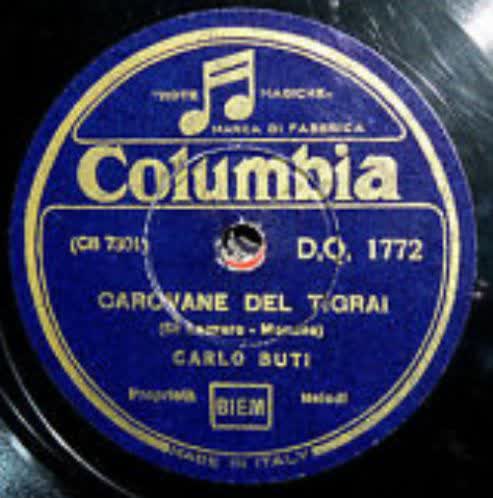 "NOTE MAGICHE"
MARCA DI FABBRICA
Columbia
(CB 7301) D.Q. 1772
CAROVANE DEL TIGRAI
CARLO BUTI
Proprietà BIEM Melodi
MADE IN ITALY